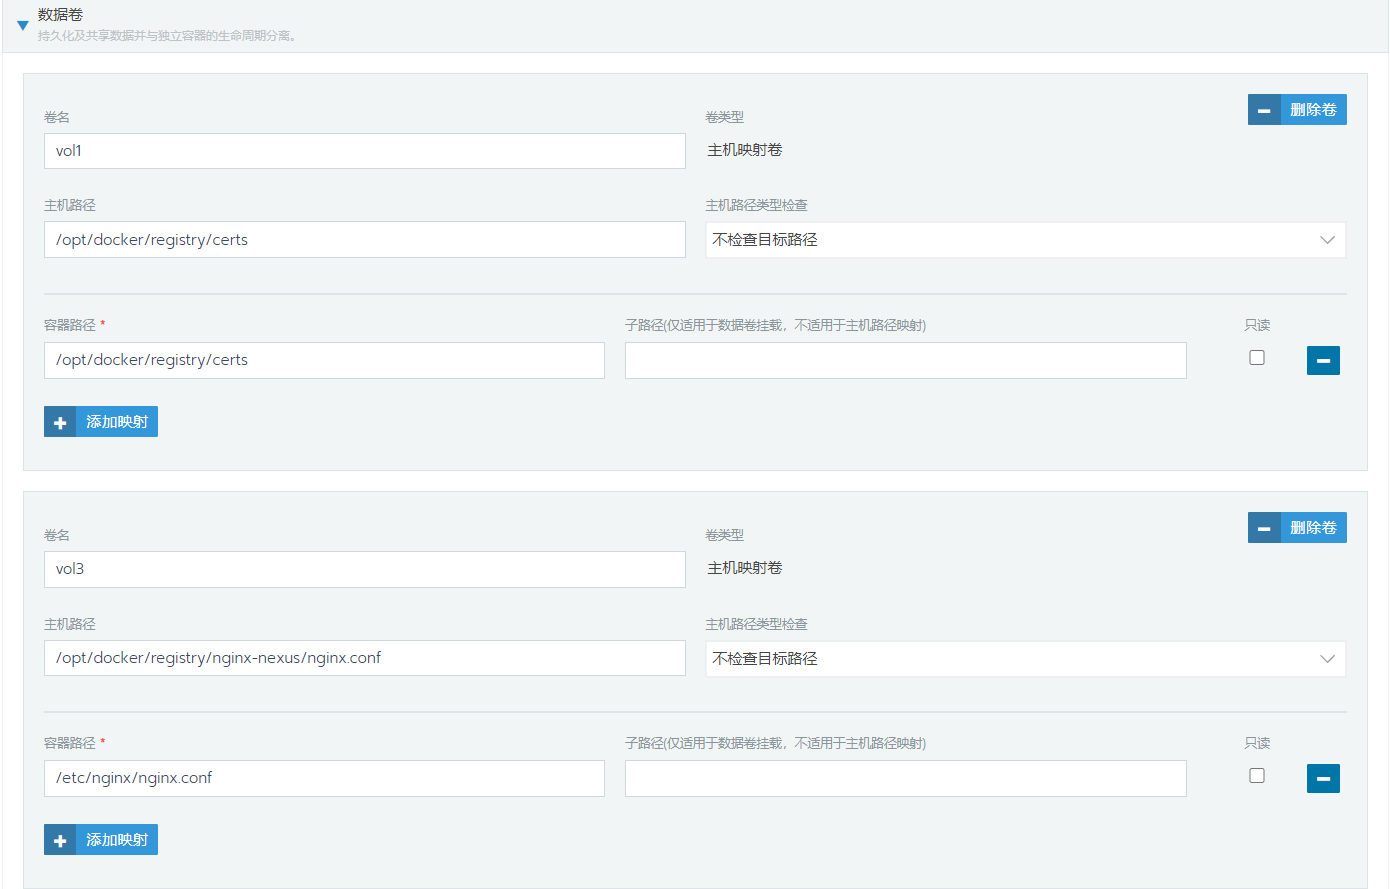 数据卷
持久化及共享数据并与独立容器的生命周期分离。
卷名
卷类型
删除卷
vol1
主机映射卷
主机路径
主机路径类型检查
/opt/docker/registry/certs
不检查目标路径
容器路径 *
子路径(仅适用于数据卷挂载，不适用于主机路径映射)
只读
/opt/docker/registry/certs
添加映射
卷名
卷类型
删除卷
vol3
主机映射卷
主机路径
主机路径类型检查
/opt/docker/registry/nginx-nexus/nginx.conf
不检查目标路径
容器路径 *
子路径(仅适用于数据卷挂载，不适用于主机路径映射)
只读
/etc/nginx/nginx.conf
添加映射